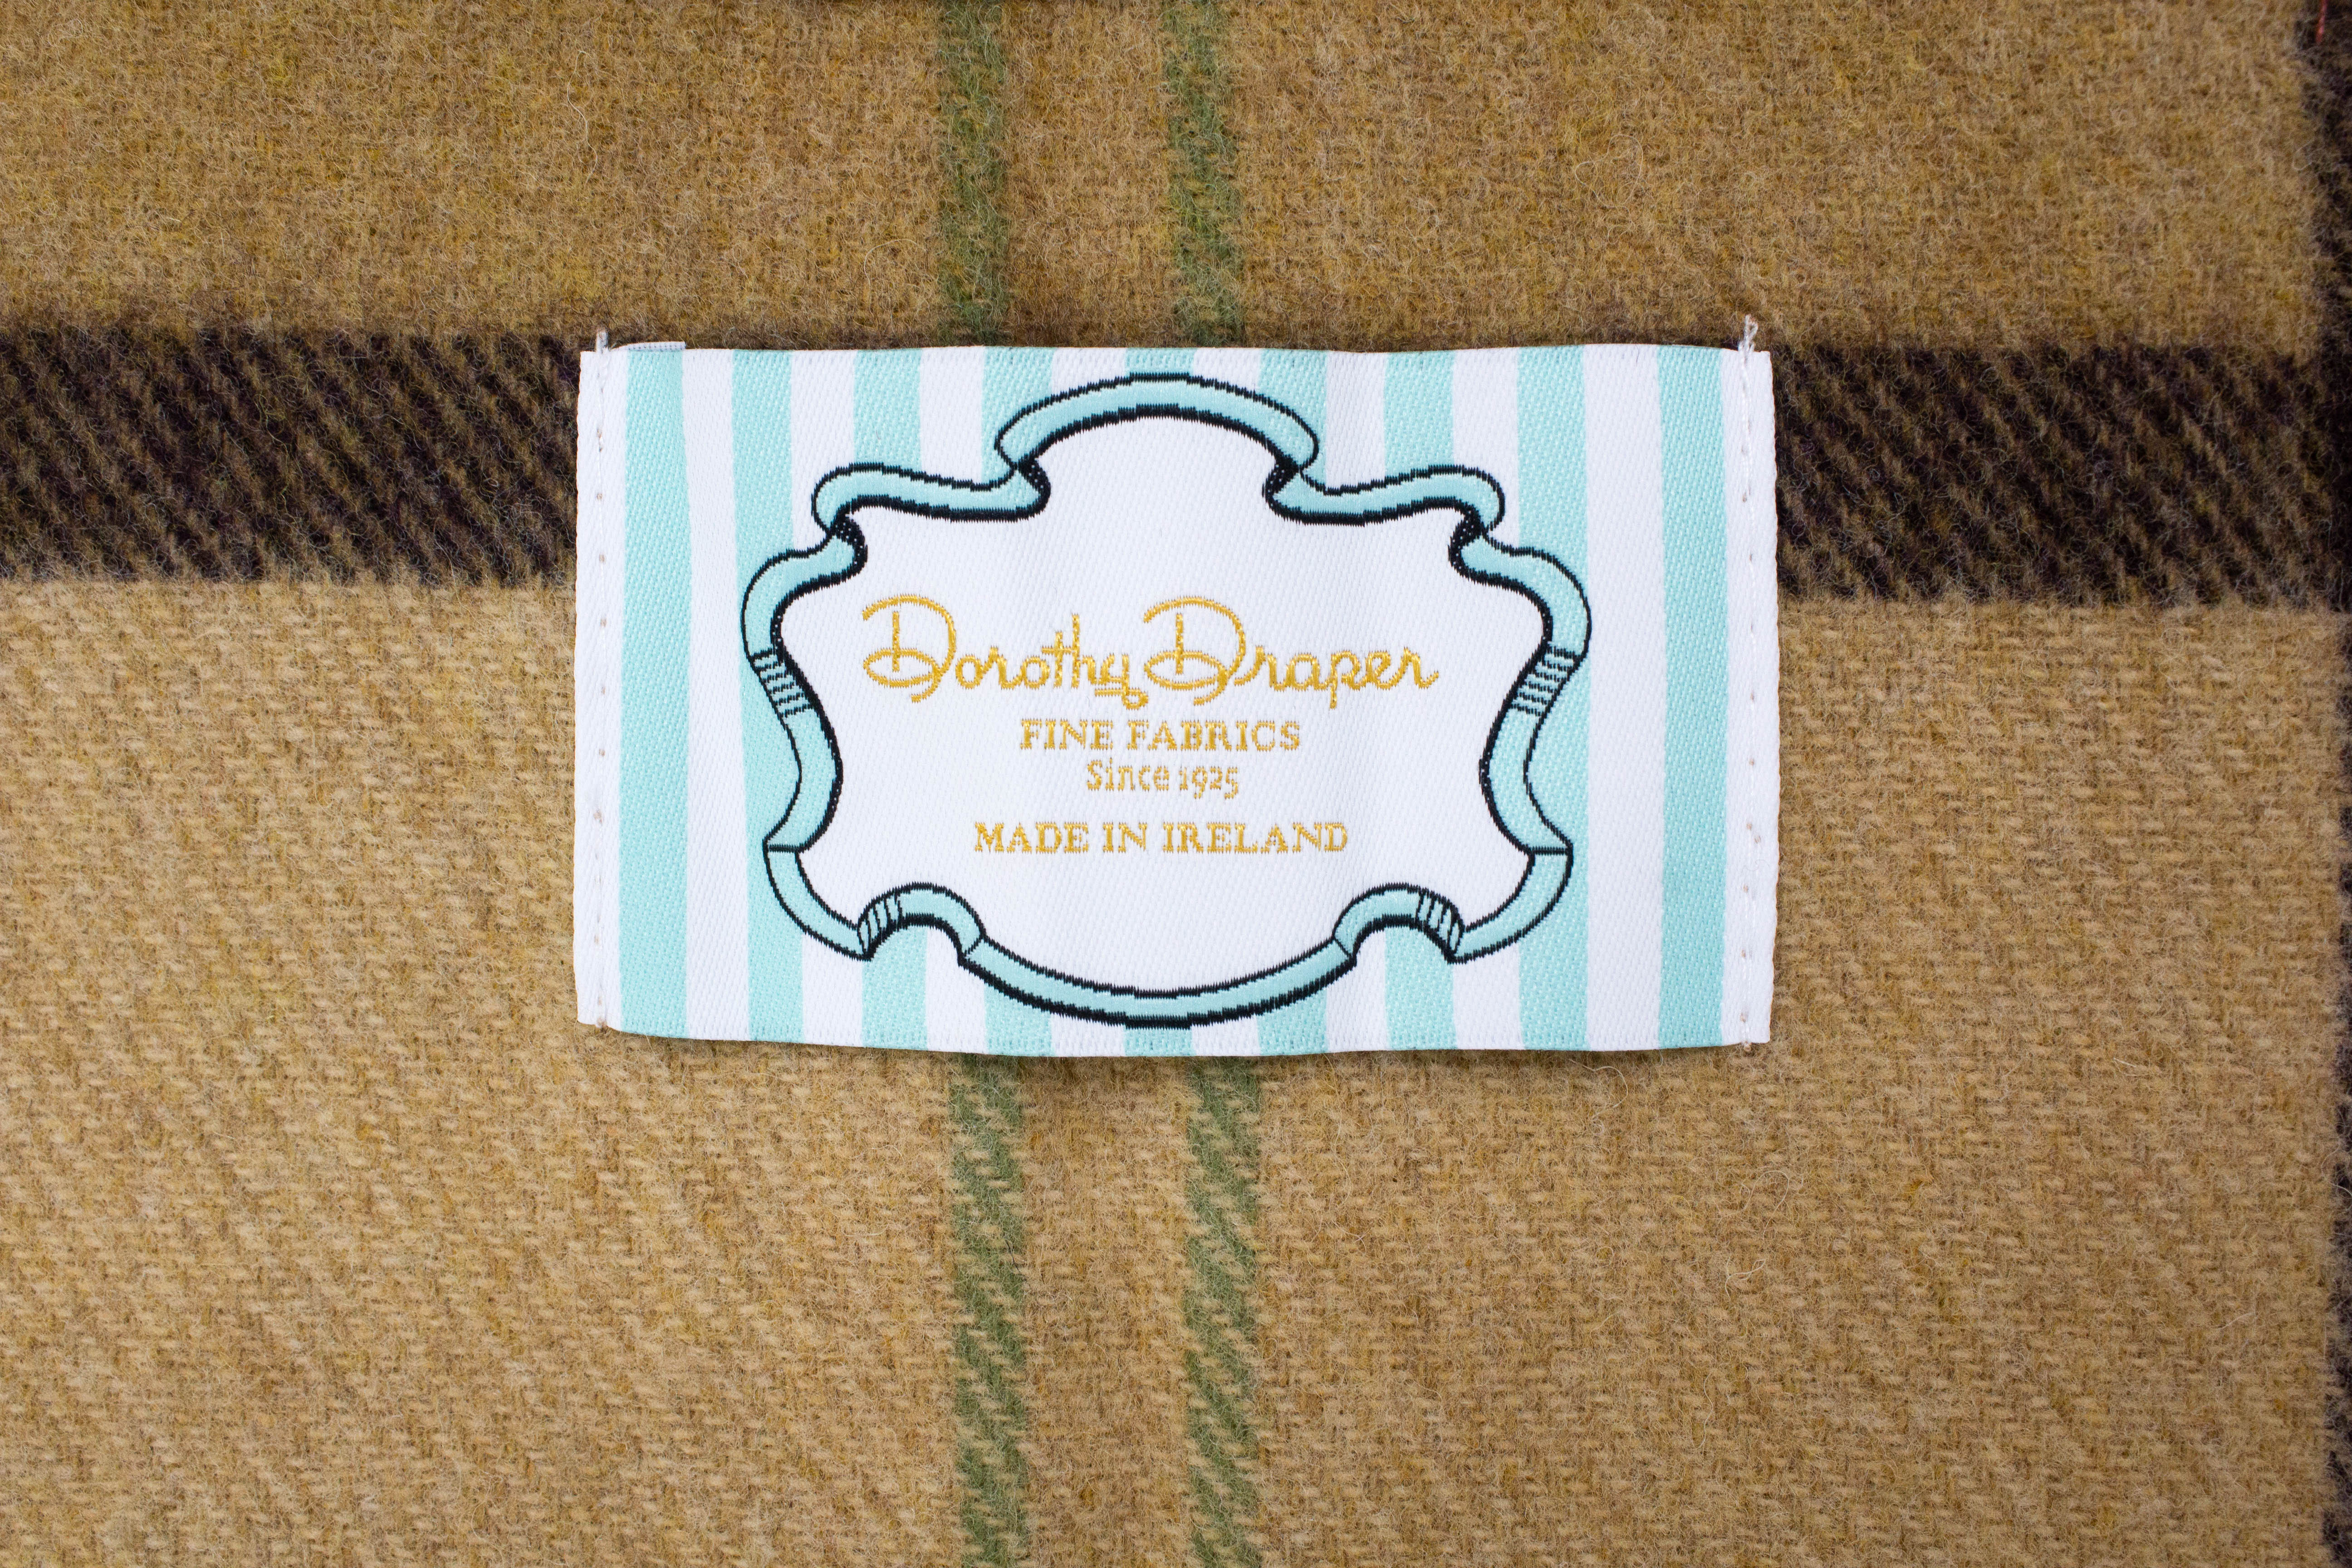 Dorothy Draper
FINE FABRICS
Since 1925
MADE IN IRELAND